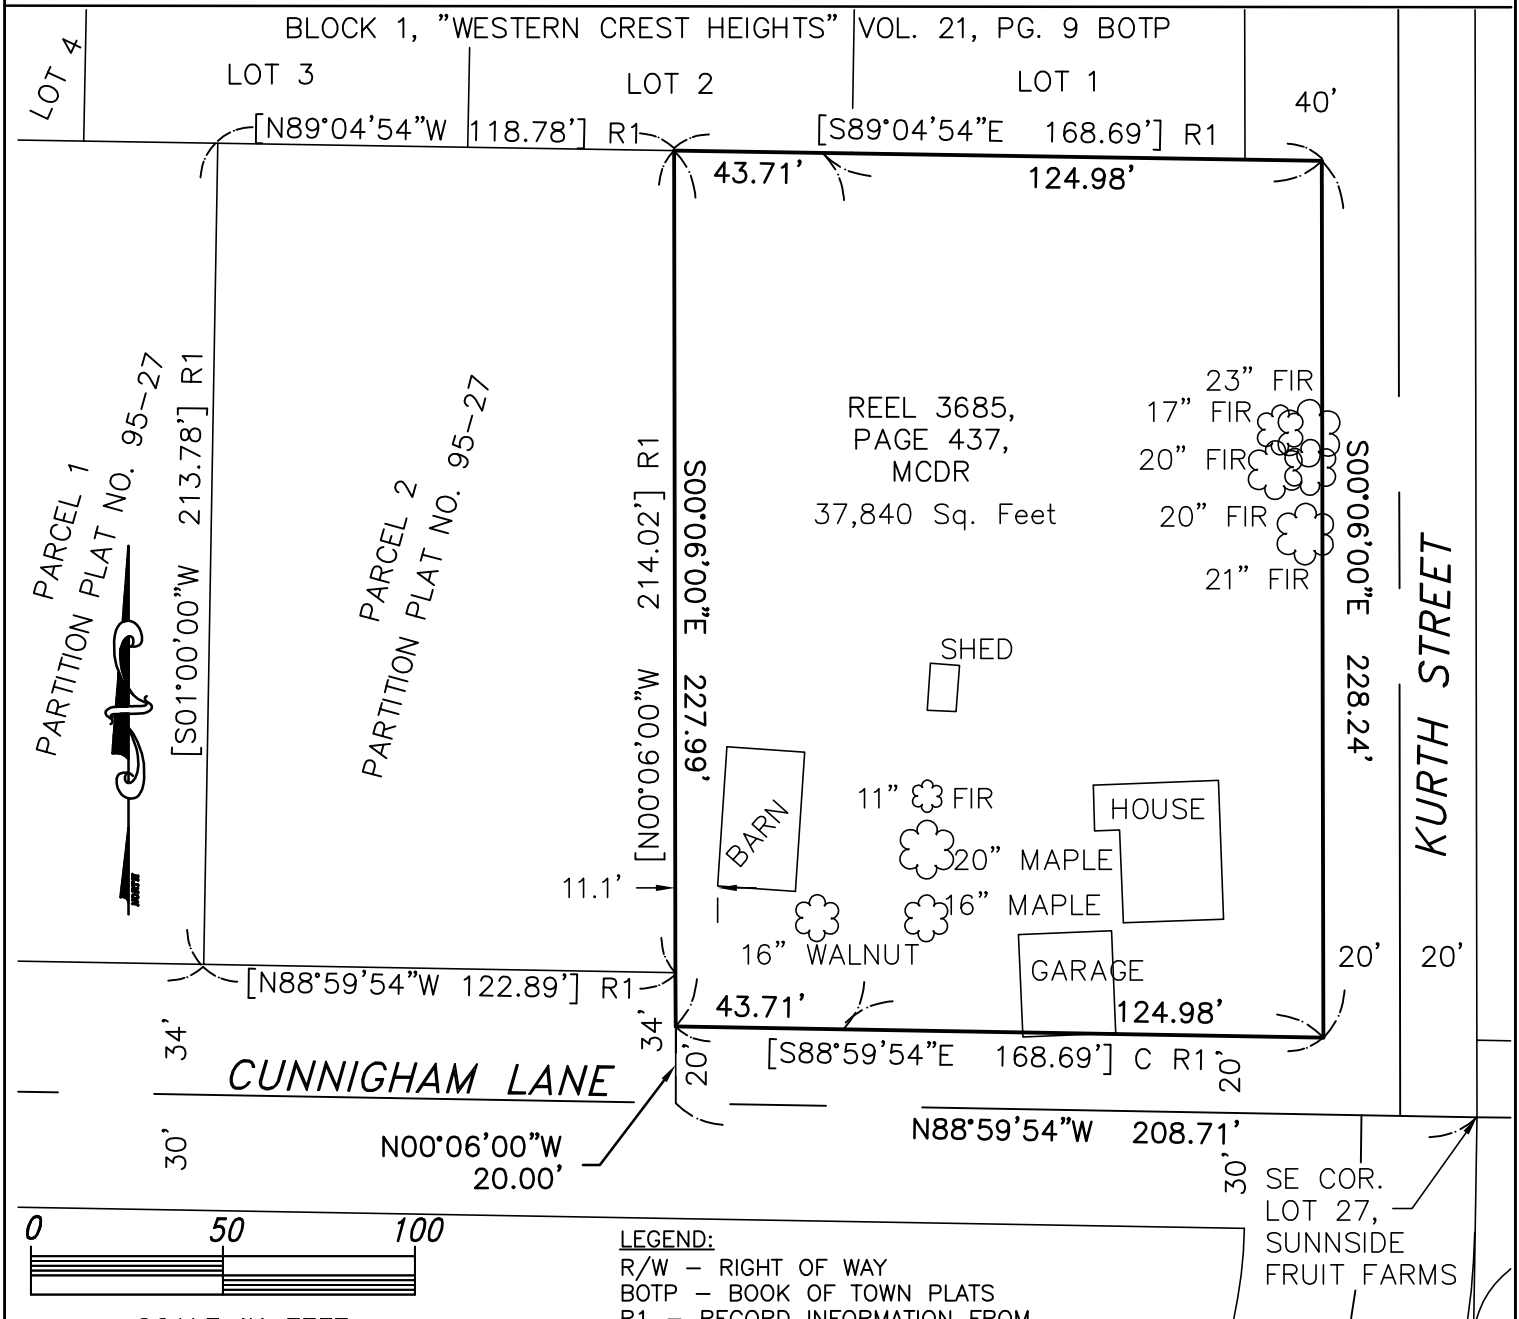 BLOCK 1, "WESTERN CREST HEIGHTS" VOL. 21, PG. 9 BOTP
LOT 4
LOT 3
LOT 2
LOT 1
40'
[N89°04'54"W 118.78'] R1
[S89°04'54"E 168.69'] R1
43.71'
124.98'
PARCEL 1
PARTITION PLAT NO. 95-27
[S01°00'00"W 213.78'] R1
PARCEL 2
PARTITION PLAT NO. 95-27
[N00°06'00"W 214.02'] R1
S00°06'00"E 227.99'
REEL 3685,
PAGE 437,
MCDR
37,840 Sq. Feet
23" FIR
17" FIR
20" FIR
20" FIR
21" FIR
S00°06'00"E 228.24'
KURTH STREET
SHED
BARN
11" FIR
HOUSE
20" MAPLE
16" MAPLE
11.1'
16" WALNUT
GARAGE
20'
20'
NORTH
[N88°59'54"W 122.89'] R1
43.71'
124.98'
34'
34'
20'
[S88°59'54"E 168.69'] C R1
20'
CUNNIGHAM LANE
N88°59'54"W 208.71'
N00°06'00"W
20.00'
30'
30'
SE COR.
LOT 27,
SUNNSIDE
FRUIT FARMS
0 50 100
LEGEND:
R/W - RIGHT OF WAY
BOTP - BOOK OF TOWN PLATS
R1 - RECORD INFORMATION FROM